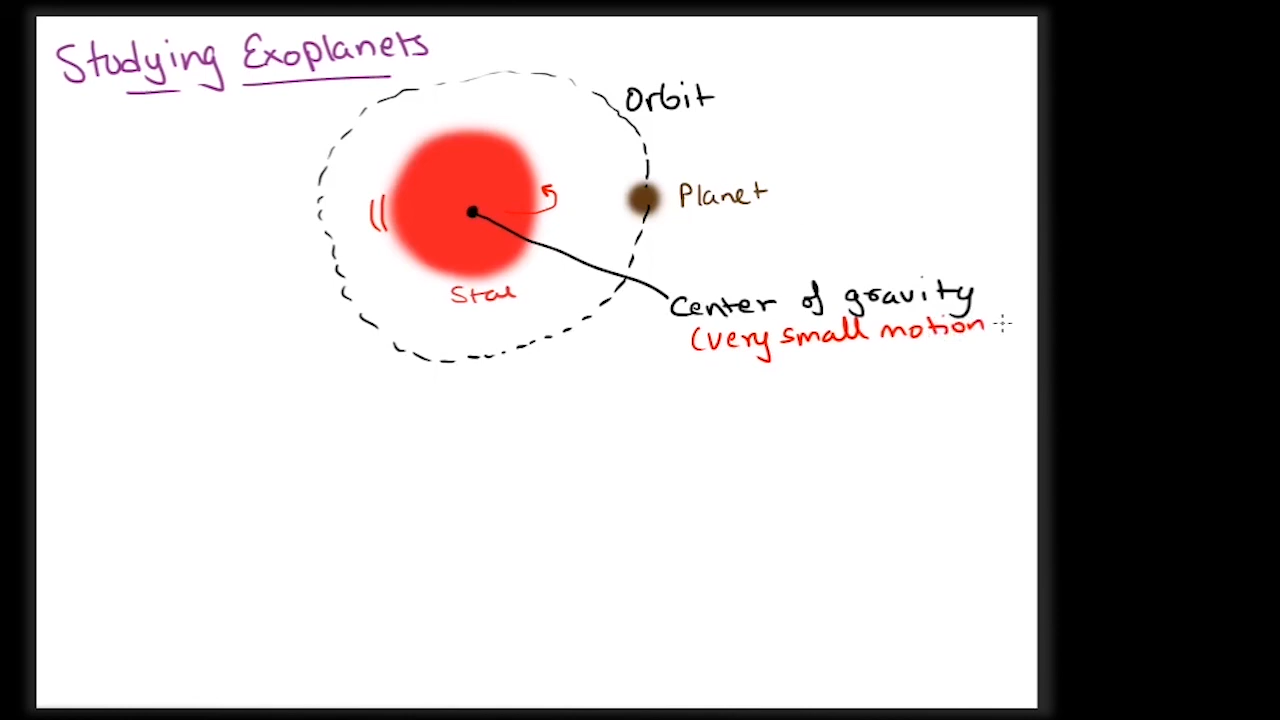 Studying Exoplanets
Orbit
Planet
Star
Center of gravity
(very small motion